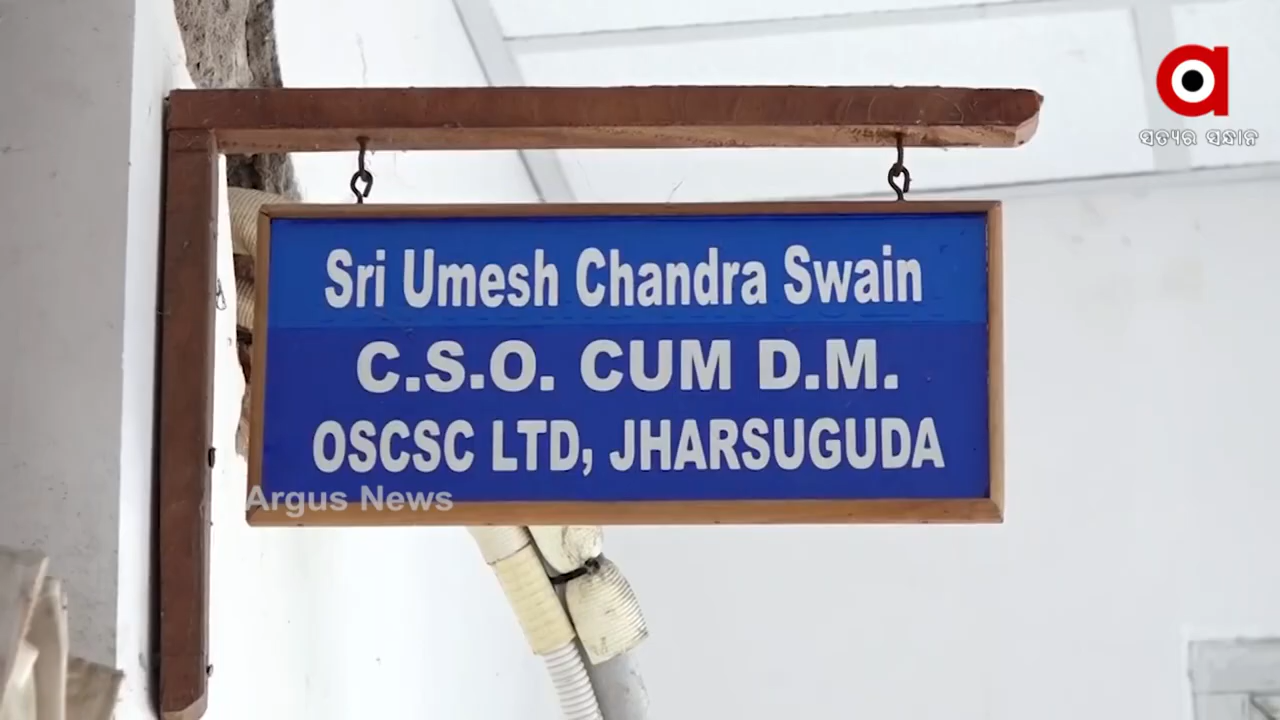 ସତ୍ୟର ସନ୍ଧାନ
Sri Umesh Chandra Swain
C.S.O. CUM D.M.
OSCSC LTD, JHARSUGUDA
Argus News